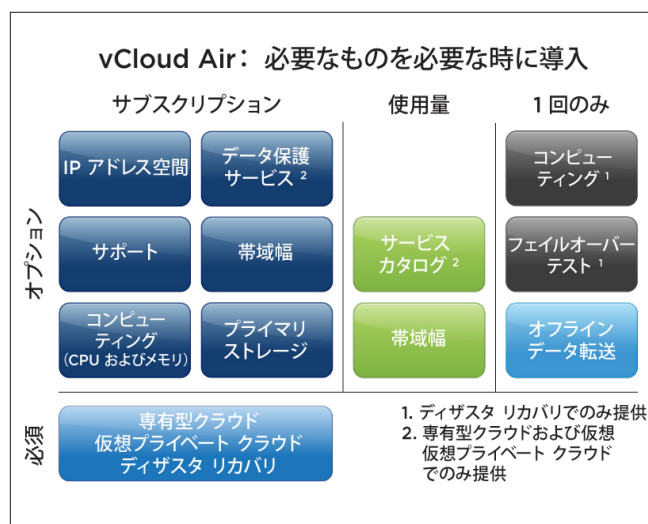 vCloud Air: 必要なものを必要な時に導入
サブスクリプション
使用量
1 回のみ
オプション
IP アドレス空間
データ保護
サービス 2
コンピュー
ティング 1
サポート
帯域幅
サービス
カタログ 2
フェイルオーバー
テスト 1
コンピュー
ティング
(CPU およびメモリ)
プライマリ
ストレージ
帯域幅
オフライン
データ転送
必須
専有型クラウド
仮想プライベート クラウド
ディザスタ リカバリ
1. ディザスタ リカバリでのみ提供
2. 専有型クラウドおよび仮想
仮想プライベート クラウド
でのみ提供